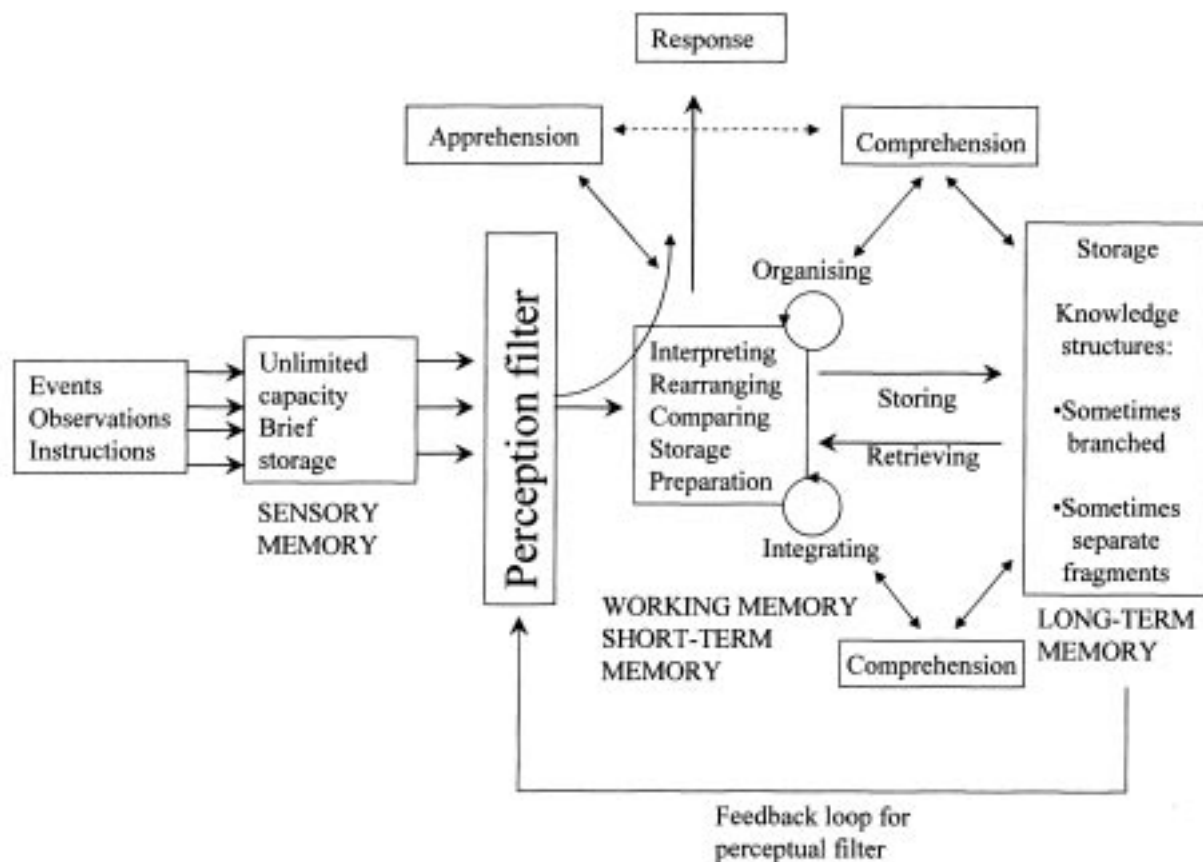 Response
Apprehension
Comprehension
Events
Observations
Instructions
Unlimited
capacity
Brief
storage
SENSORY
MEMORY
Perception filter
Organising
Interpreting
Rearranging
Comparing
Storage
Preparation
Integrating
WORKING MEMORY
SHORT-TERM
MEMORY
Storing
Retrieving
Storage
Knowledge
structures:
•Sometimes
branched
•Sometimes
separate
fragments
LONG-TERM
MEMORY
Comprehension
Feedback loop for
perceptual filter